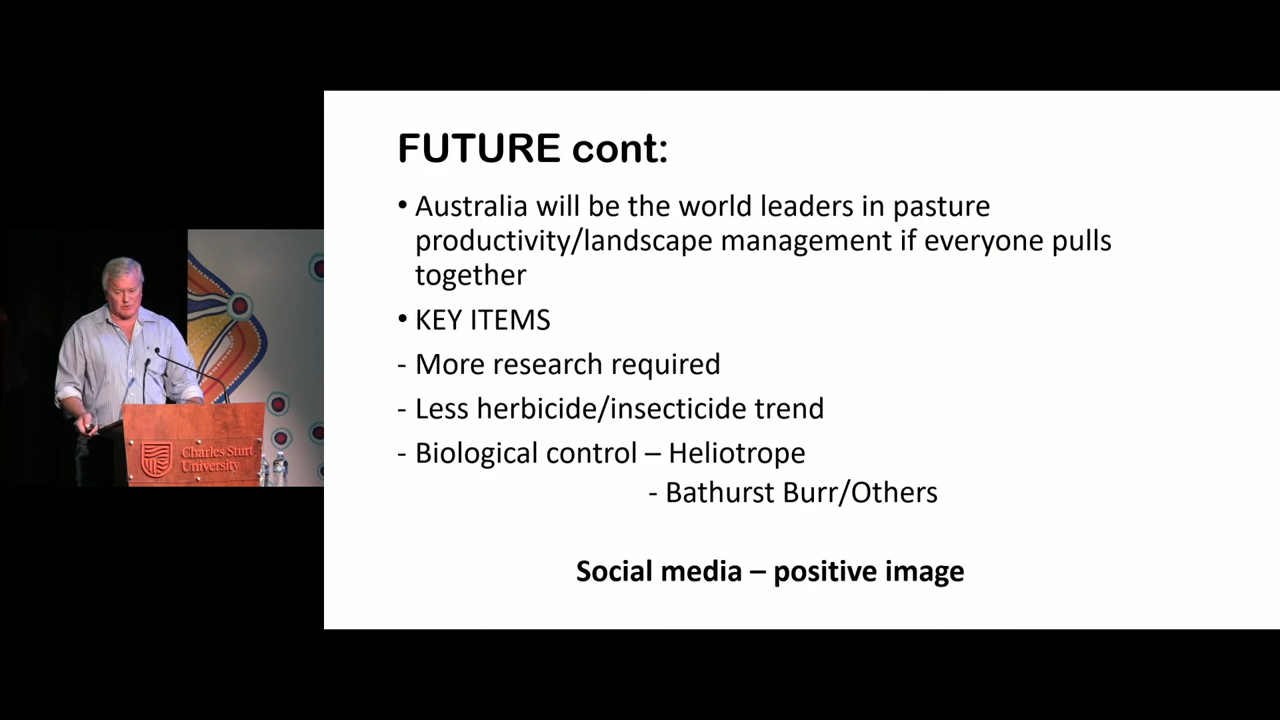 FUTURE cont:
• Australia will be the world leaders in pasture
productivity/landscape management if everyone pulls
together
• KEY ITEMS
- More research required
- Less herbicide/insecticide trend
- Biological control – Heliotrope
- Bathurst Burr/Others
Social media – positive image
Charles Sturt
University